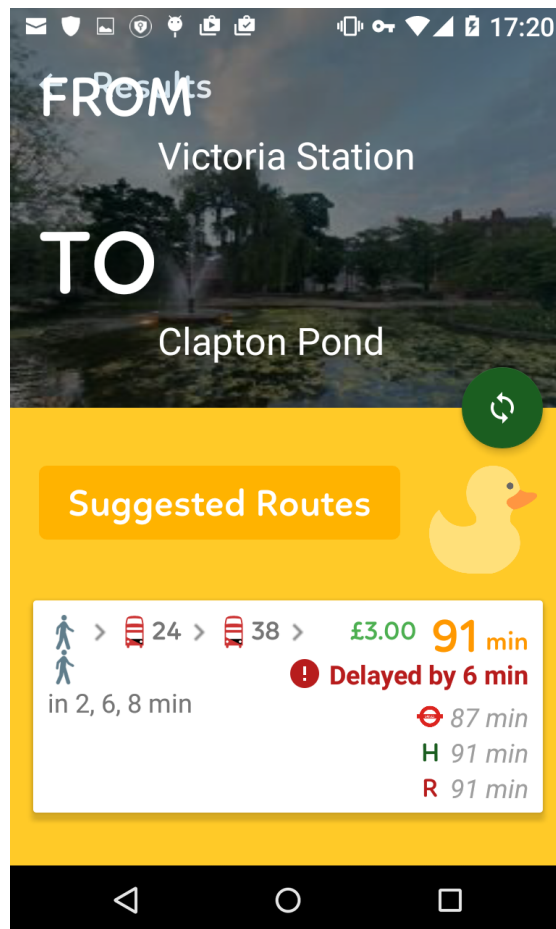 17:20
Results
FROM
Victoria Station
TO
Clapton Pond
Suggested Routes
> 24 > 38 > £3.00 91 min
! Delayed by 6 min
in 2, 6, 8 min
87 min
H 91 min
R 91 min